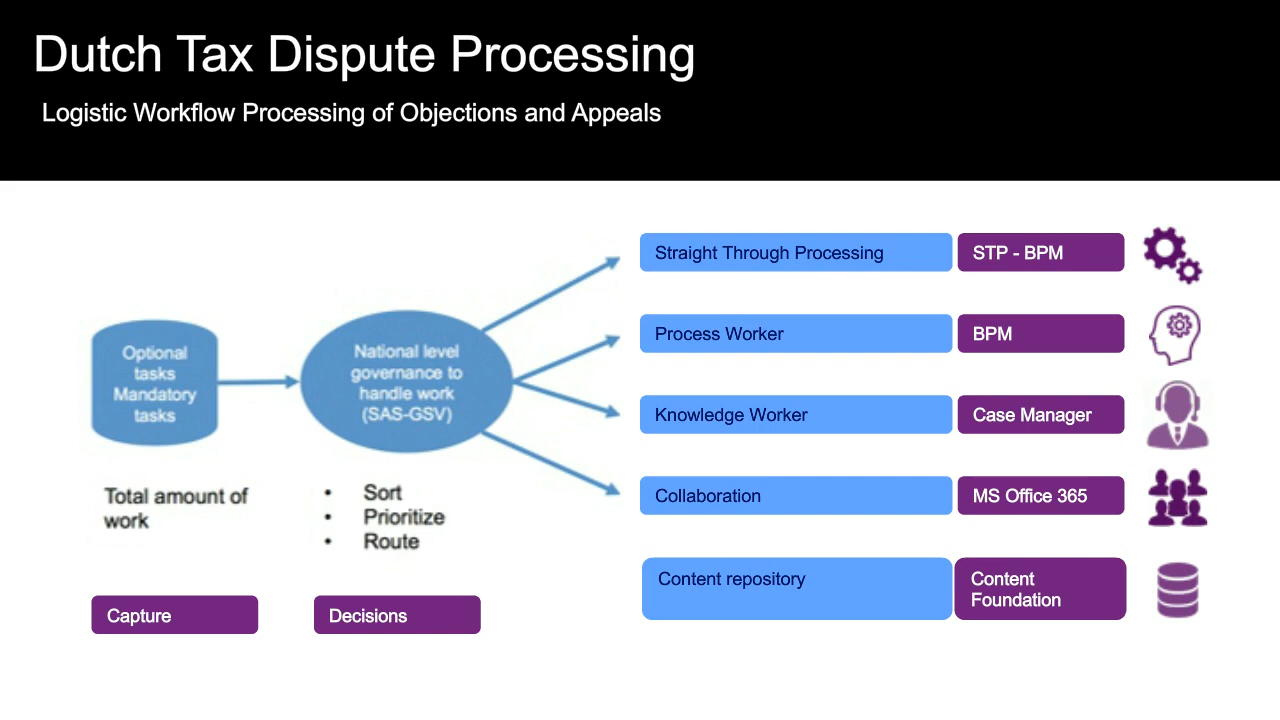 Dutch Tax Dispute Processing
Logistic Workflow Processing of Objections and Appeals
Optional
tasks
Mandatory
tasks
Total amount of
work
Capture
National level
governance to
handle work
(SAS-GSV)
• Sort
• Prioritize
• Route
Decisions
Straight Through Processing
STP - BPM
Process Worker
BPM
Knowledge Worker
Case Manager
Collaboration
MS Office 365
Content repository
Content
Foundation